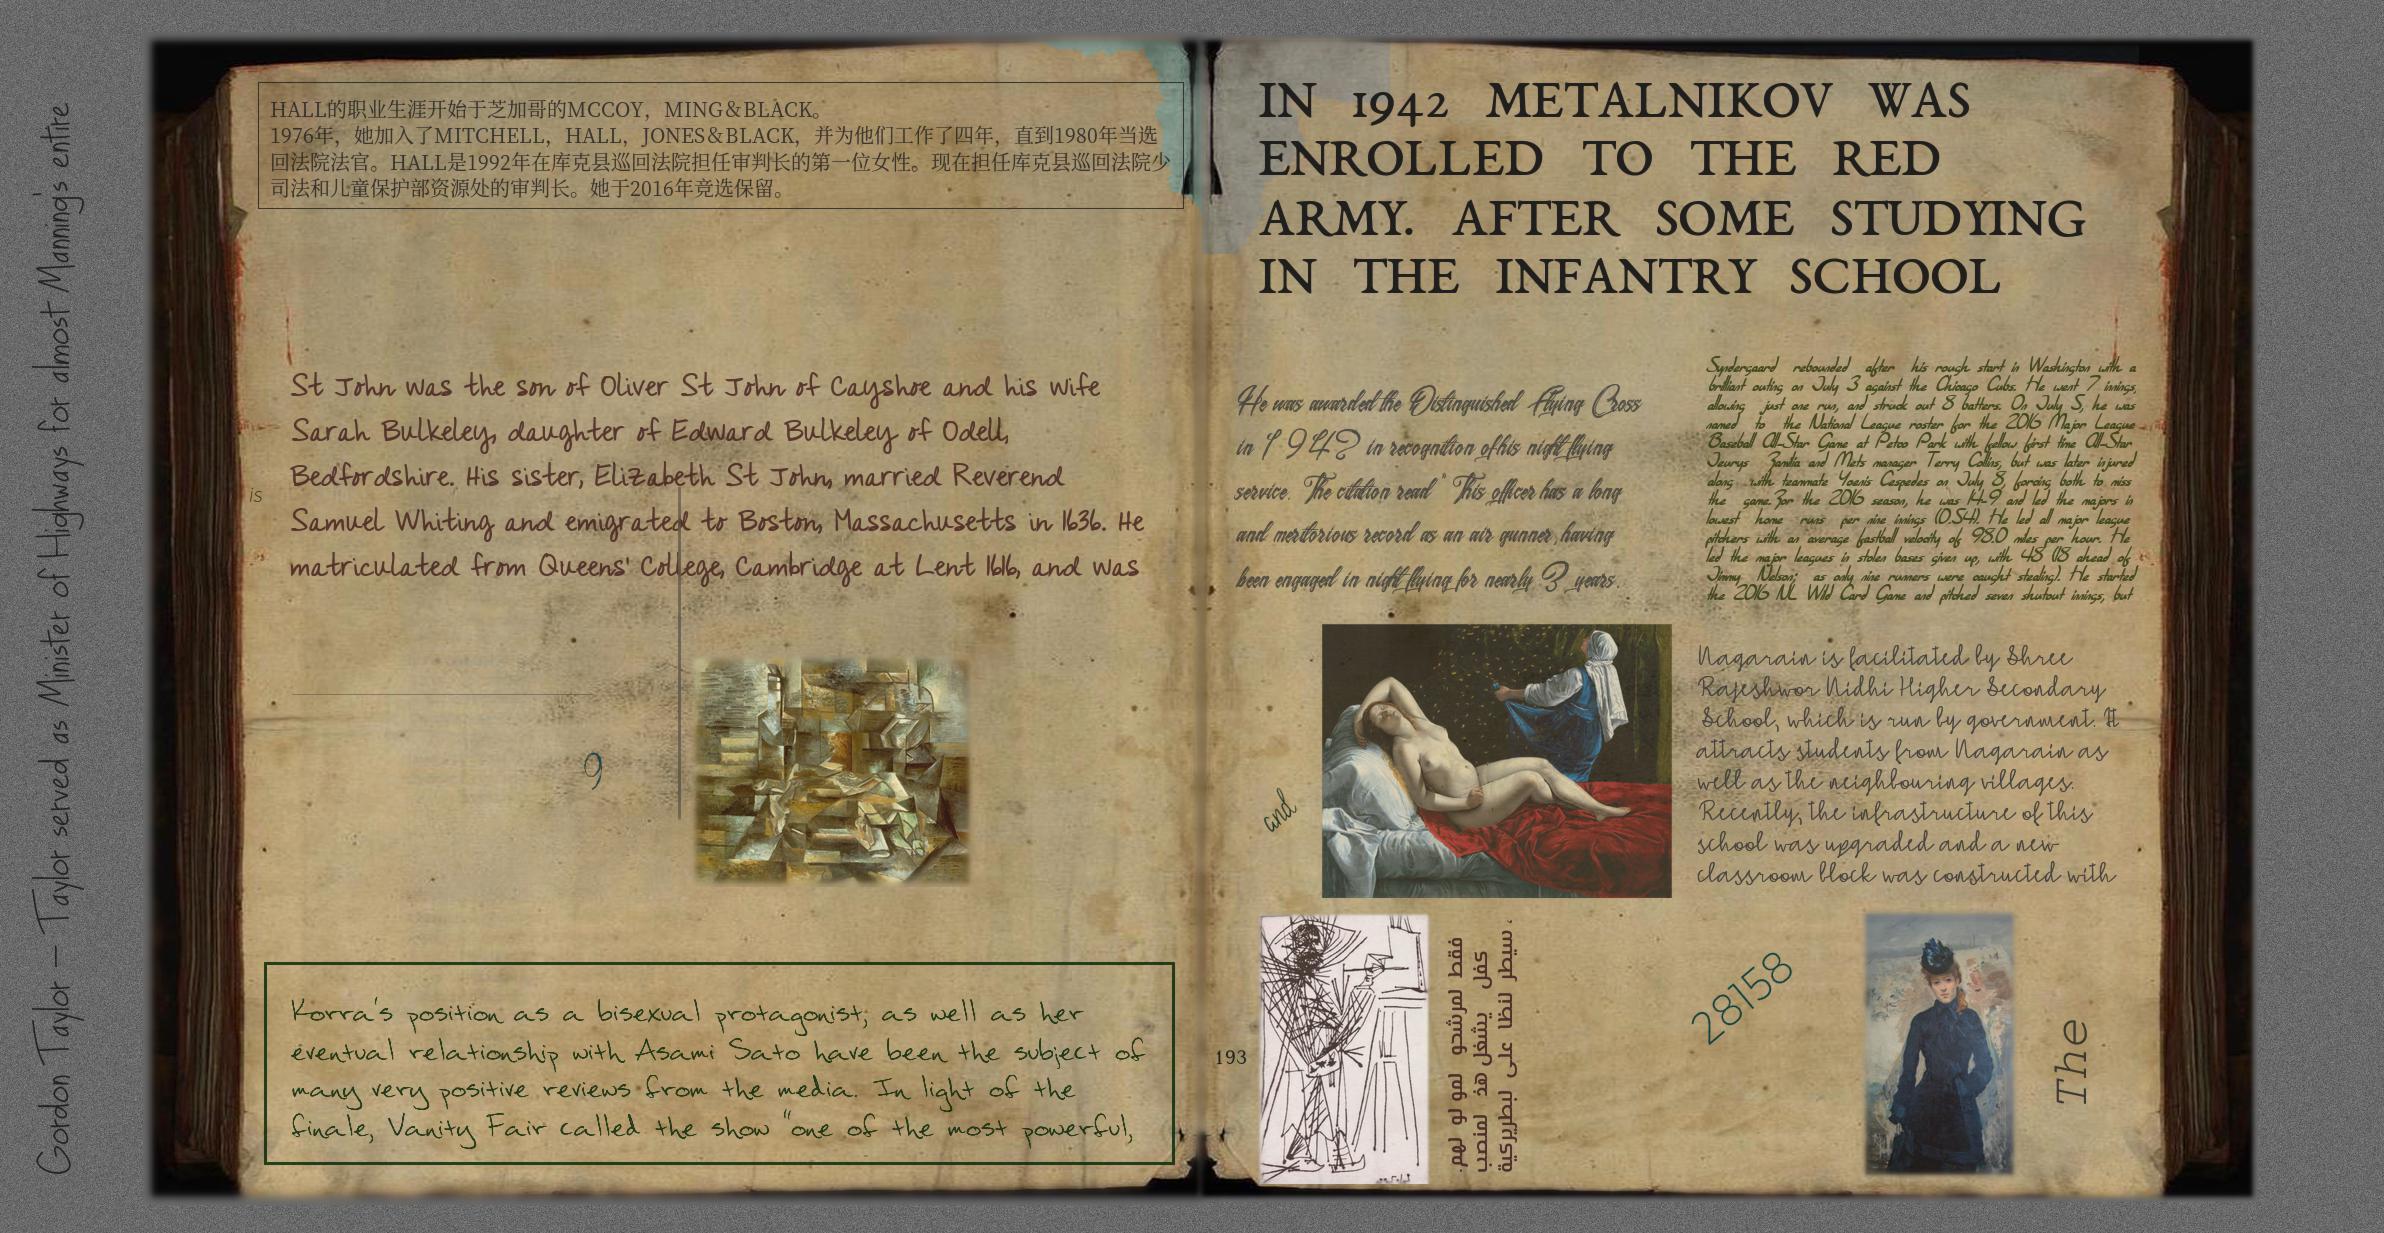 Gordon Taylor — Taylor served as Minister of Highways for almost Manning's entire
HALL的职业生涯开始于芝加哥的MCCOY，MING＆BLACK。
1976年，她加入了MITCHELL，HALL，JONES＆BLACK，并为他们工作了四年，直到1980年当选
回法院法官。HALL是1992年在库克县巡回法院担任审判长的第一位女性。现在担任库克县巡回法院少
司法和儿童保护部资源处的审判长。她于2016年竞选保留。
St John was the son of Oliver St John of Cayshoe and his wife
Sarah Bulkeley, daughter of Edward Bulkeley of Odell,
Bedfordshire. His sister, Elizabeth St John, married Reverend
Samuel Whiting and emigrated to Boston, Massachusetts in 1636. He
matriculated from Queens' College, Cambridge at Lent 1616, and was
is
9
Korra's position as a bisexual protagonist, as well as her
eventual relationship with Asami Sato have been the subject of
many very positive reviews from the media. In light of the
finale, Vanity Fair called the show "one of the most powerful,
IN 1942 METALNIKOV WAS
ENROLLED TO THE RED
ARMY. AFTER SOME STUDYING
IN THE INFANTRY SCHOOL
He was awarded the Distinguished Flying Cross
in 1942 in recognition of his night flying
service. The citation read " This officer has a long
and meritorious record as an air gunner, having
been engaged in night flying for nearly 3 years.
Syndergaard rebounded after his rough start in Washington with a
brilliant outing on July 3 against the Chicago Cubs. He went 7 innings,
allowing just one run, and struck out 8 batters. On July 5, he was
named to the National League roster for the 2016 Major League
Baseball All-Star Game at Petco Park with fellow first time All-Star
Jeurys Familia and Mets manager Terry Collins, but was later injured
along with teammate Yoenis Cespedes on July 8, forcing both to miss
the game.For the 2016 season, he was 14-9 and led the majors in
lowest home runs per nine innings (0.54). He led all major league
pitchers with an average fastball velocity of 98.0 miles per hour. He
led the major leagues in stolen bases given up, with 48 (18 ahead of
Jimmy Nelson; as only nine runners were caught stealing). He started
the 2016 NL Wild Card Game and pitched seven shutout innings, but
Nagarain is facilitated by Shree
Rajeshwor Nidhi Higher Secondary
School, which is run by government. It
attracts students from Nagarain as
well as the neighbouring villages.
Recently, the infrastructure of this
school was upgraded and a new
classroom block was constructed with
and
193
فقط لمرشحو لمو لو لهم.
كفل يشغل هذ لمنصب
سيطر لنظا على لبطريركية
28158
The